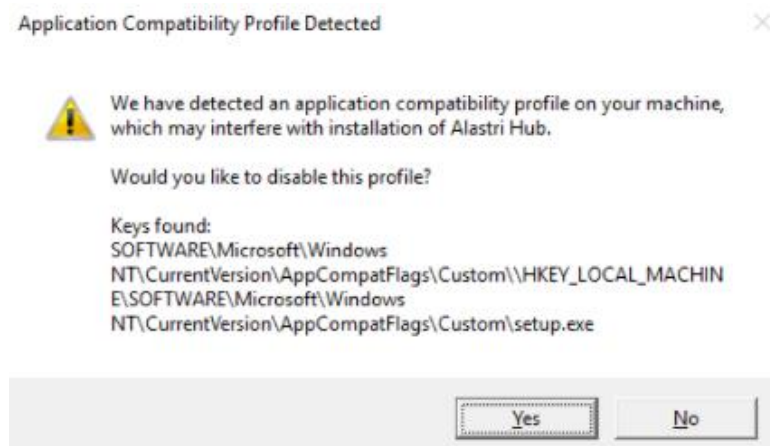 Application Compatibility Profile Detected
We have detected an application compatibility profile on your machine,
which may interfere with installation of Alastri Hub.
Would you like to disable this profile?
Keys found:
SOFTWARE\Microsoft\Windows
NT\CurrentVersion\AppCompatFlags\Custom\\HKEY_LOCAL_MACHIN
E\SOFTWARE\Microsoft\Windows
NT\CurrentVersion\AppCompatFlags\Custom\setup.exe
Yes No